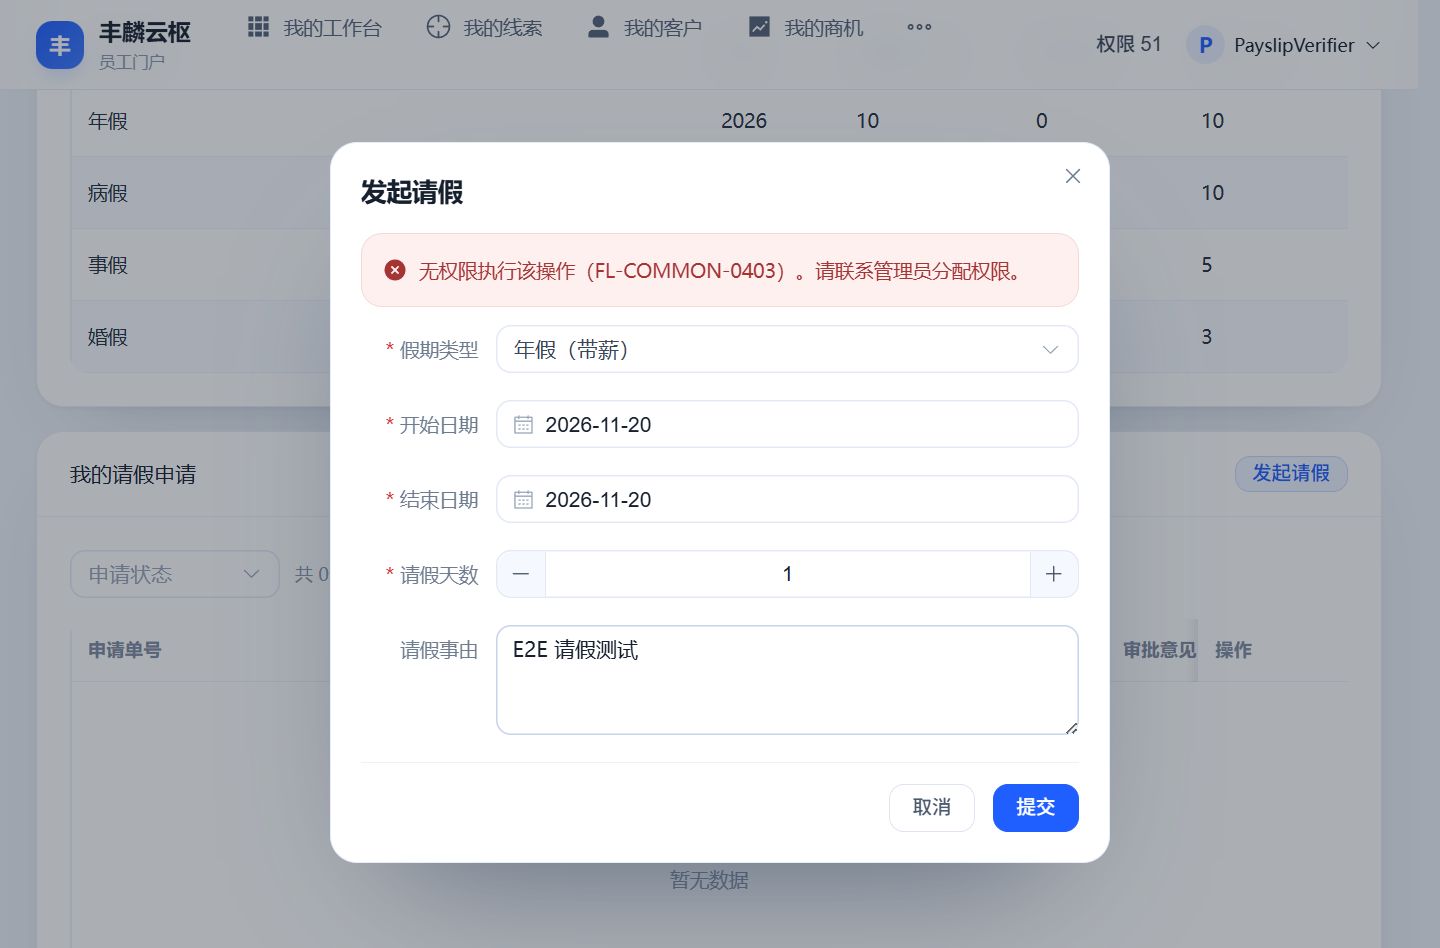 丰 丰麟云枢 我的工作台 我的线索 我的客户 我的商机 权限 51 P PayslipVerifier
员工门户
年假 2026 10 0 10
病假 10
事假 5
婚假 3
发起请假
无权限执行该操作（FL-COMMON-0403）。请联系管理员分配权限。
* 假期类型 年假（带薪）
* 开始日期 2026-11-20
* 结束日期 2026-11-20
* 请假天数 1
请假事由 E2E 请假测试
取消 提交
我的请假申请 发起请假
申请状态 共 0
申请单号 审批意见 操作
暂无数据